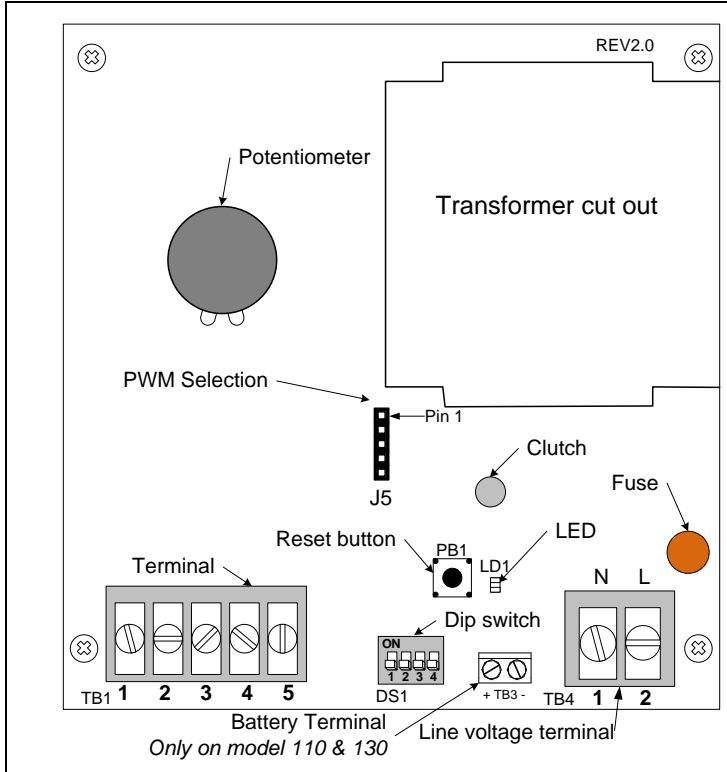 REV2.0
Potentiometer
Transformer cut out
PWM Selection
Pin 1
J5
Clutch
Fuse
Reset button
PB1
LD1
LED
Terminal
N L
Dip switch
ON
1 2 3 4
DS1
TB1 1 2 3 4 5
+ TB3 -
TB4 1 2
Battery Terminal
Only on model 110 & 130
Line voltage terminal